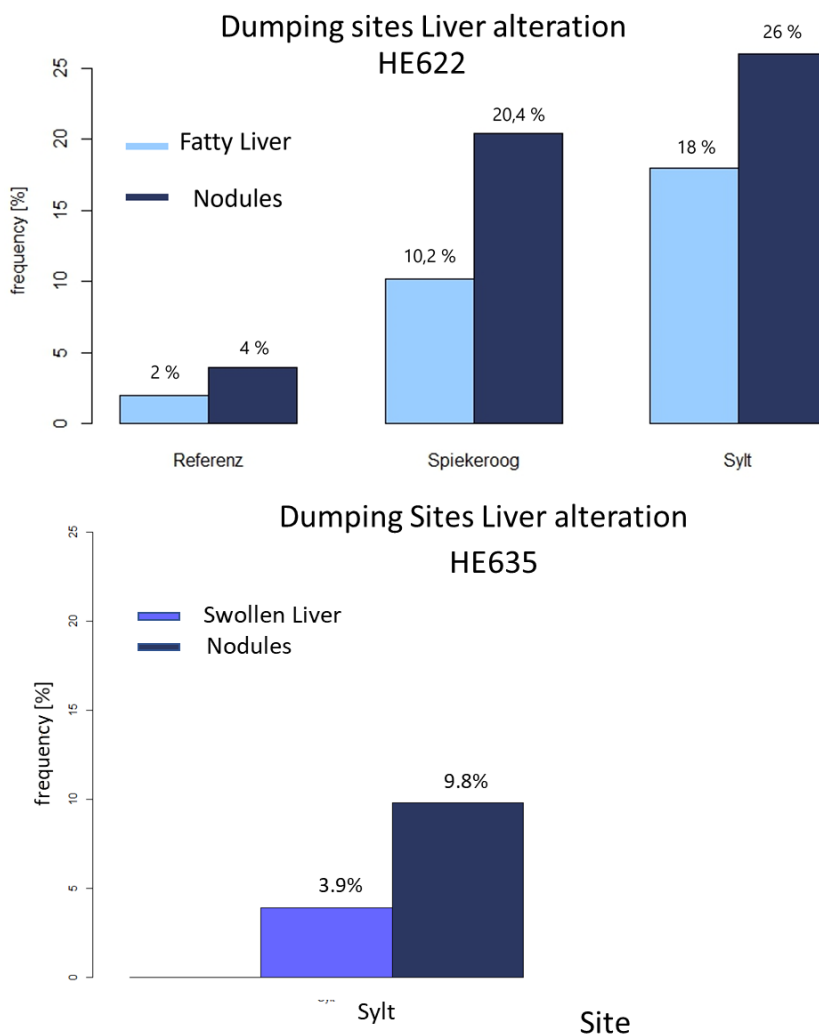 Dumping sites Liver alteration
HE622
26 %
25
20,4 %
Fatty Liver
20
18 %
Nodules
frequency [%]
15
10,2 %
10
5
4 %
2 %
0
Referenz
Spiekeroog
Sylt
Dumping Sites Liver alteration
HE635
25
Swollen Liver
Nodules
20
frequency [%]
15
9.8%
10
3.9%
5
0
Sylt
Site